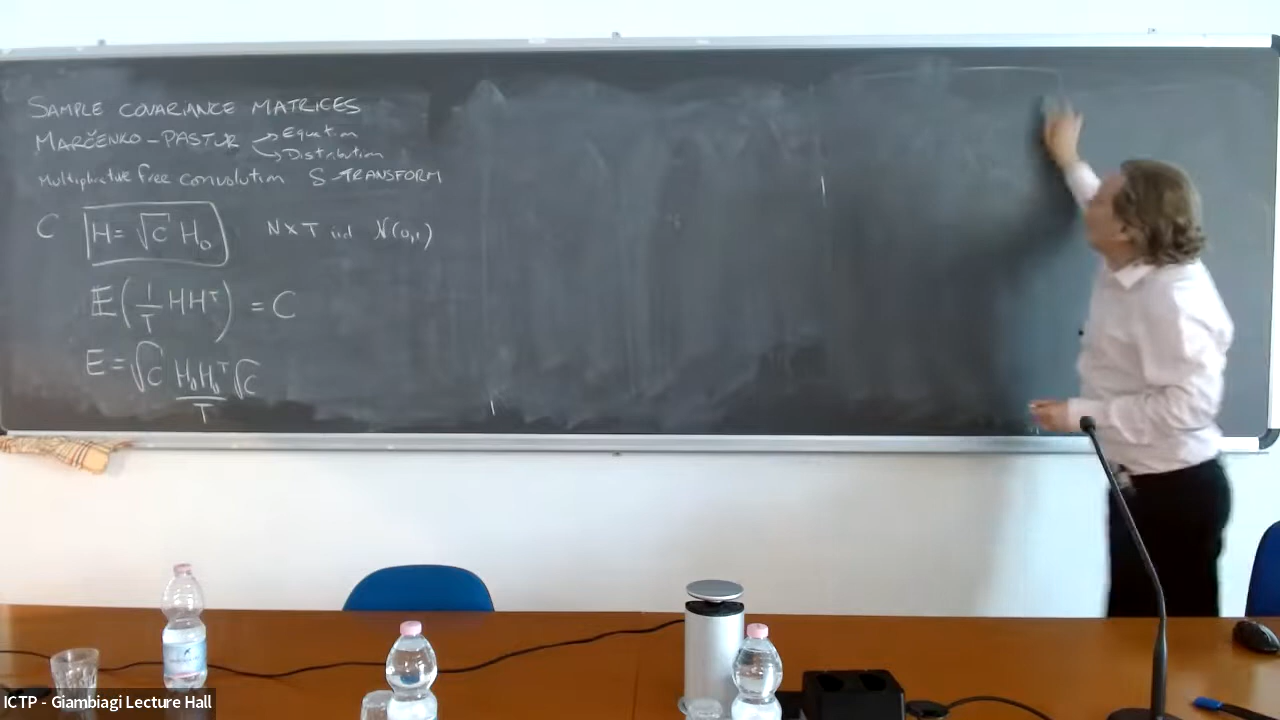 SAMPLE COVARIANCE MATRICES
MARČENKO-PASTUR → Equation
→ Distribution
free convolution S-TRANSFORM
C H = √C H₀ N×T iid N(0,1)
𝔼(1/T HHᵀ) = C
E = √C H₀H₀ᵀ/T √C
ICTP - Giambiagi Lecture Hall